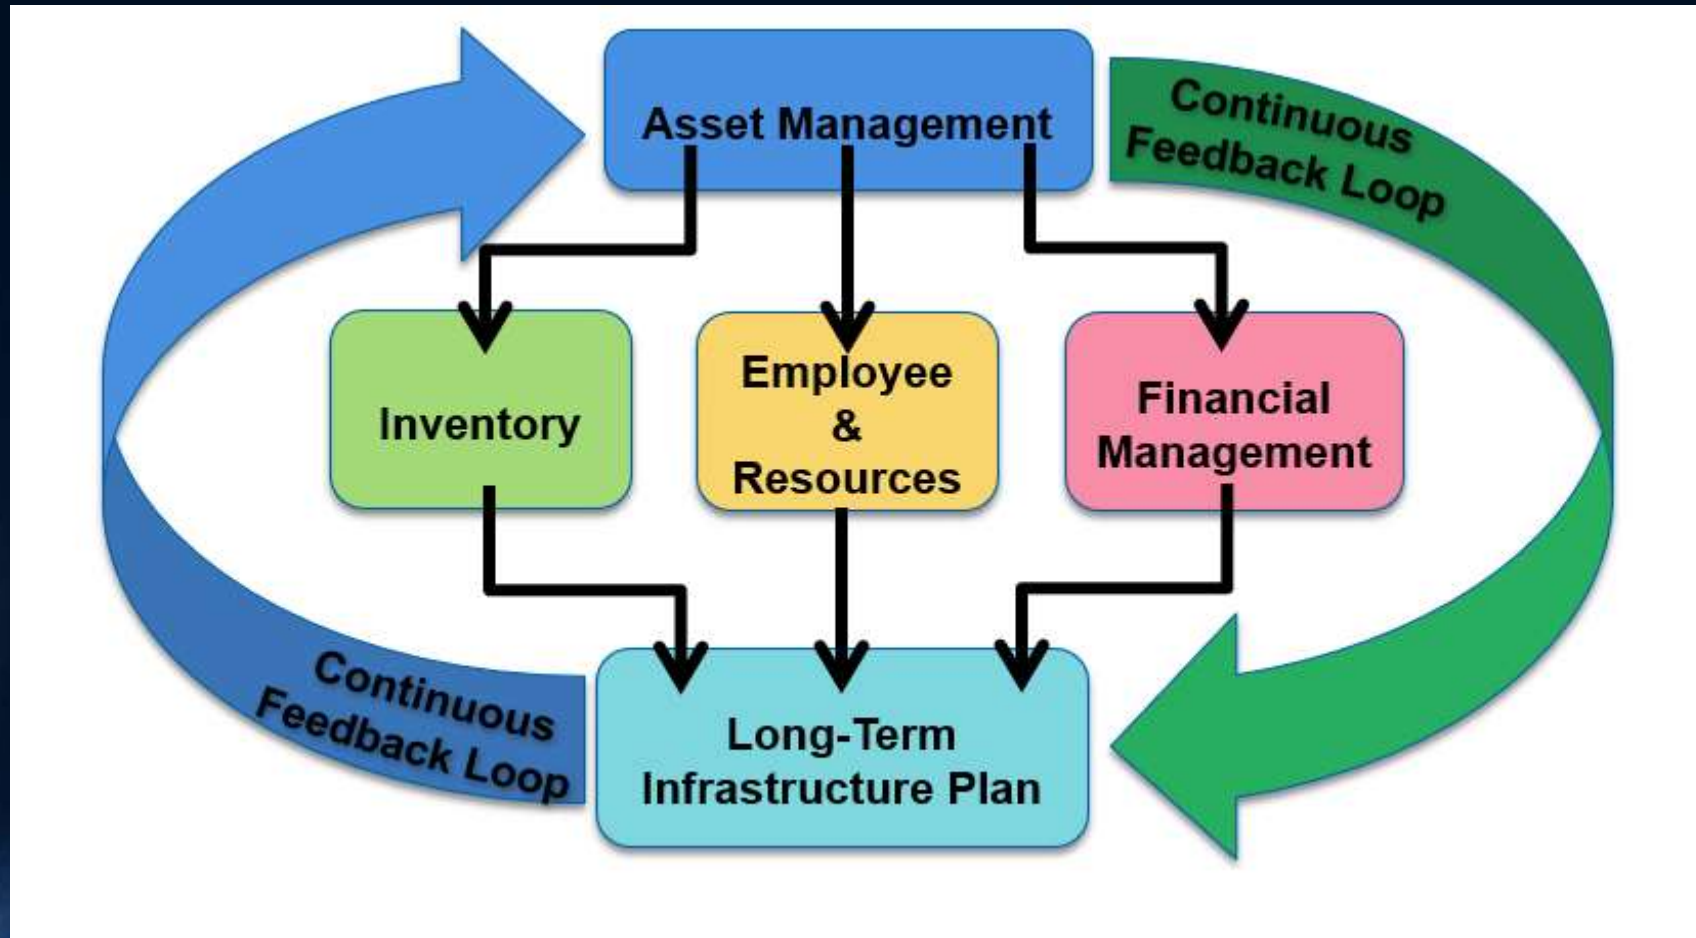 Asset Management
Continuous
Feedback Loop
Inventory
Employee
&
Resources
Financial
Management
Continuous
Feedback Loop
Long-Term
Infrastructure Plan